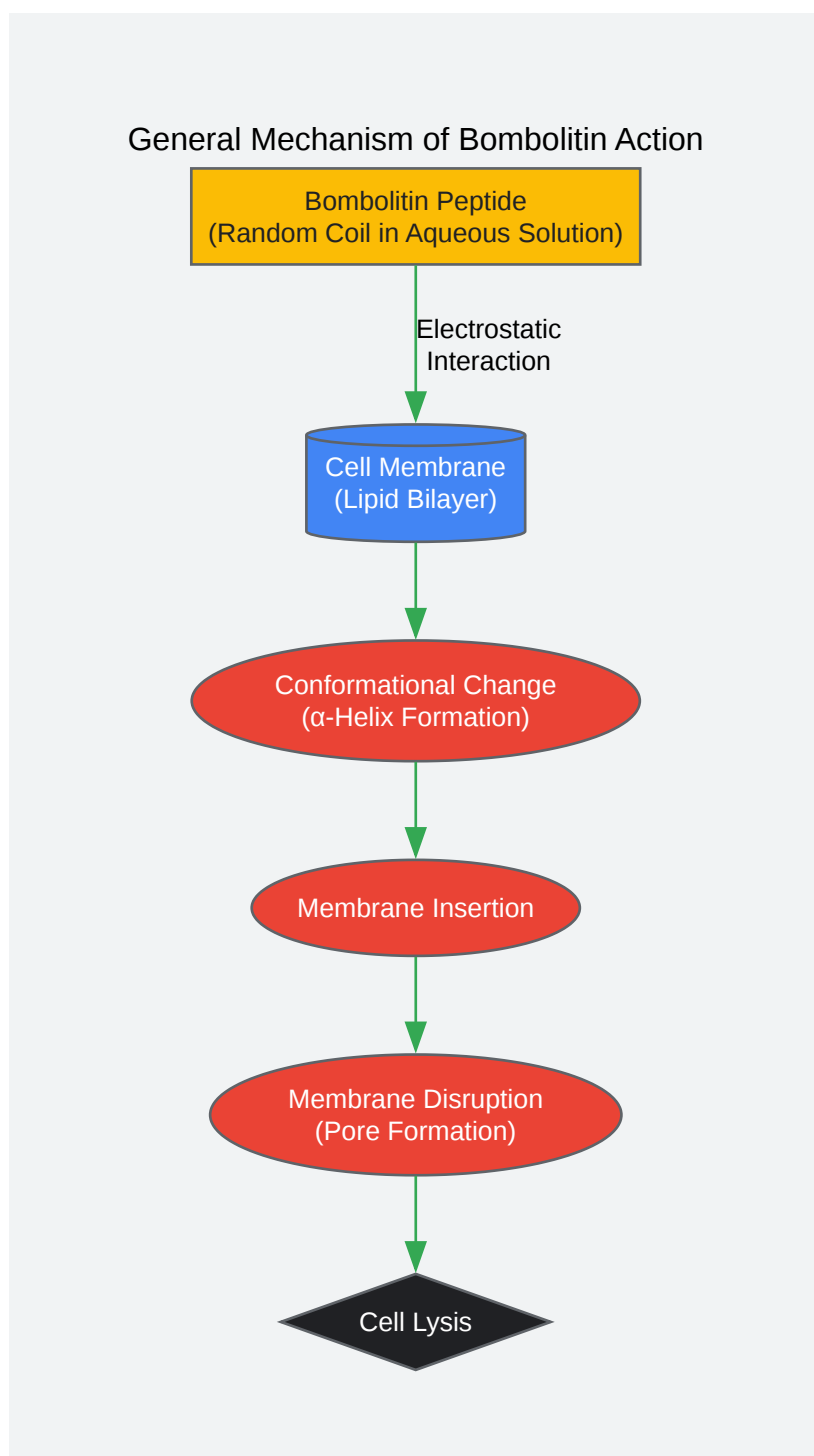 General Mechanism of Bombolitin Action
Bombolitin Peptide
(Random Coil in Aqueous Solution)
Electrostatic
Interaction
Cell Membrane
(Lipid Bilayer)
Conformational Change
(α-Helix Formation)
Membrane Insertion
Membrane Disruption
(Pore Formation)
Cell Lysis